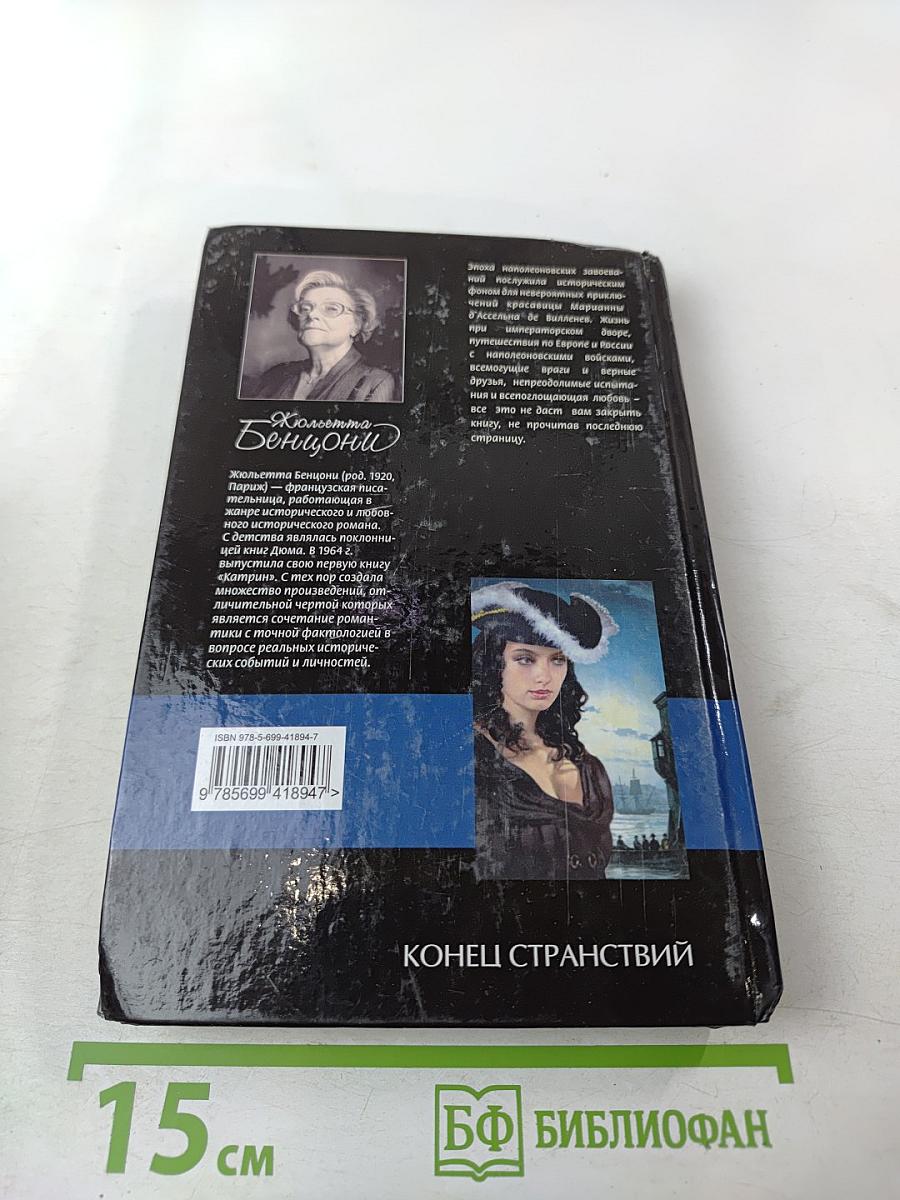 Жюльетта
Бенцони
Жюльетта Бенцони (род. 1920,
Париж) — французская писа-
тельница, работающая в
жанре исторического и любов-
ного исторического романа.
С детства являлась поклонни-
цей книг Дюма. В 1964 г.
выпустила свою первую книгу
«Катрин». С тех пор создала
множество произведений, от-
личительной чертой которых
является сочетание роман-
тики с точной фактологией в
вопросе реальных историче-
ских событий и личностей.
Эпоха наполеоновских завоева-
ний послужила историческим
фоном для невероятных приклю-
чений красавицы Марианны
д'Ассельна де Вилленев. Жизнь
при императорском дворе,
путешествия по Европе и России
с наполеоновскими войсками,
всемогущие враги и верные
друзья, непреодолимые испыта-
ния и всепоглощающая любовь –
все это не даст вам закрыть
книгу, не прочитав последнюю
страницу.
ISBN 978-5-699-41894-7
9 785699 418947 >
КОНЕЦ СТРАНСТВИЙ
15 см
БФ БИБЛИОФАН